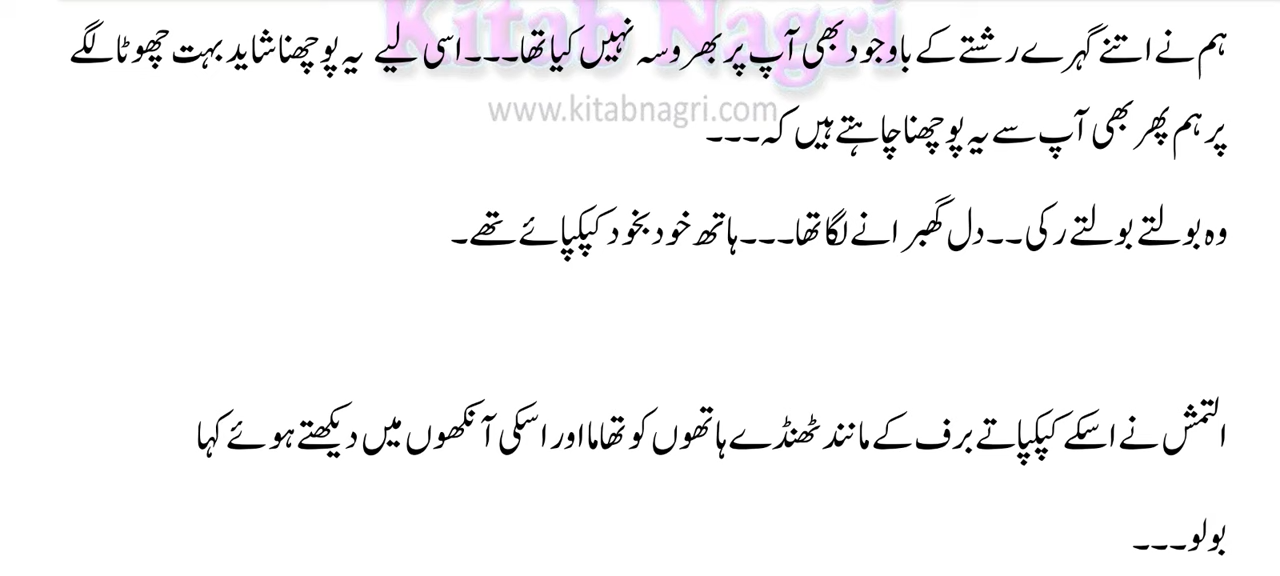 Kitab Nagri
ہم نے اتنے گہرے رشتے کے باوجود بھی آپ پر بھروسہ نہیں کیا تھا۔۔۔اسی لیے یہ پوچھنا شاید بہت چھوٹا لگے
www.kitabnagri.com
پر ہم پھر بھی آپ سے یہ پوچھنا چاہتے ہیں کہ۔۔۔
وہ بولتے بولتے رکی۔۔دل گھبرانے لگا تھا۔۔۔ہاتھ خود بخود کپکپائے تھے۔
التمش نے اسکے کپکپاتے برف کے مانند ٹھنڈے ہاتھوں کو تھاما اور اسکی آنکھوں میں دیکھتے ہوئے کہا
بولو۔۔۔